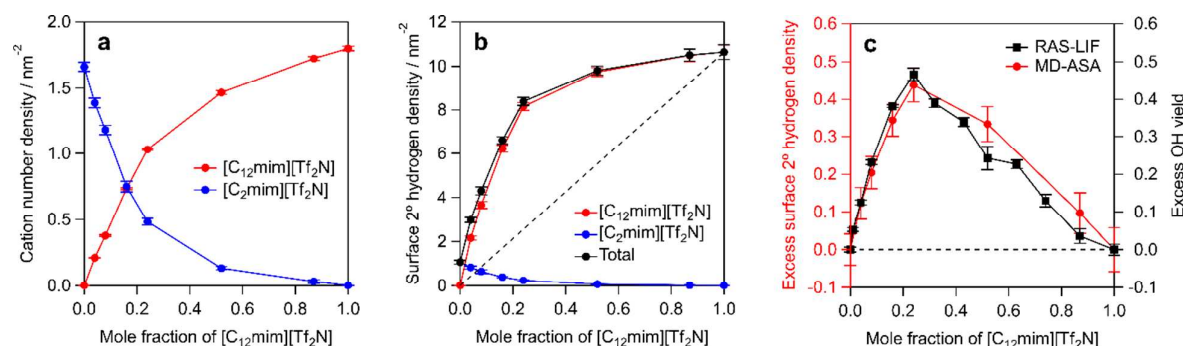 a
Cation number density / nm⁻²
2.0
1.5
1.0
0.5
0.0
[C₁₂mim][Tf₂N]
[C₂mim][Tf₂N]
0.0 0.2 0.4 0.6 0.8 1.0
Mole fraction of [C₁₂mim][Tf₂N]
b
Surface 2º hydrogen density / nm⁻²
12
10
8
6
4
2
0
[C₁₂mim][Tf₂N]
[C₂mim][Tf₂N]
Total
0.0 0.2 0.4 0.6 0.8 1.0
Mole fraction of [C₁₂mim][Tf₂N]
c
Excess surface 2º hydrogen density
0.6
0.5
0.4
0.3
0.2
0.1
0.0
-0.1
RAS-LIF
MD-ASA
0.6
0.5
0.4
0.3
0.2
0.1
0.0
-0.1
Excess OH yield
0.0 0.2 0.4 0.6 0.8 1.0
Mole fraction of [C₁₂mim][Tf₂N]